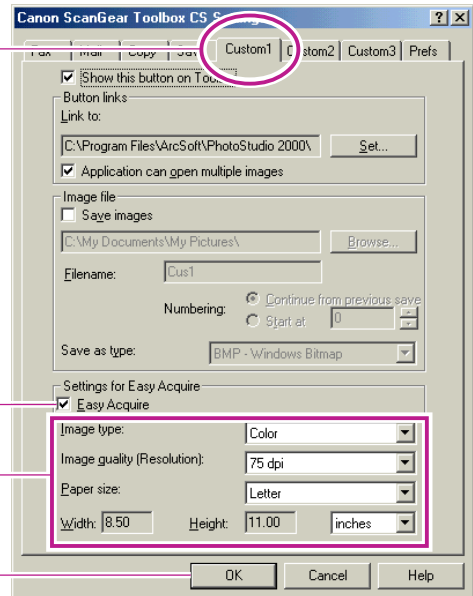 Canon ScanGear Toolbox CS S
Fax Mail Copy Save Custom1 Custom2 Custom3 Prefs
Show this button on Toolbar
Button links
Link to:
C:\Program Files\ArcSoft\PhotoStudio 2000\ Set...
Application can open multiple images
Image file
Save images
C:\My Documents\My Pictures\ Browse...
Filename: Cus1
Numbering: Continue from previous save
Start at 0
Save as type: BMP - Windows Bitmap
Settings for Easy Acquire
Easy Acquire
Image type: Color
Image quality (Resolution): 75 dpi
Paper size: Letter
Width: 8.50 Height: 11.00 inches
OK Cancel Help